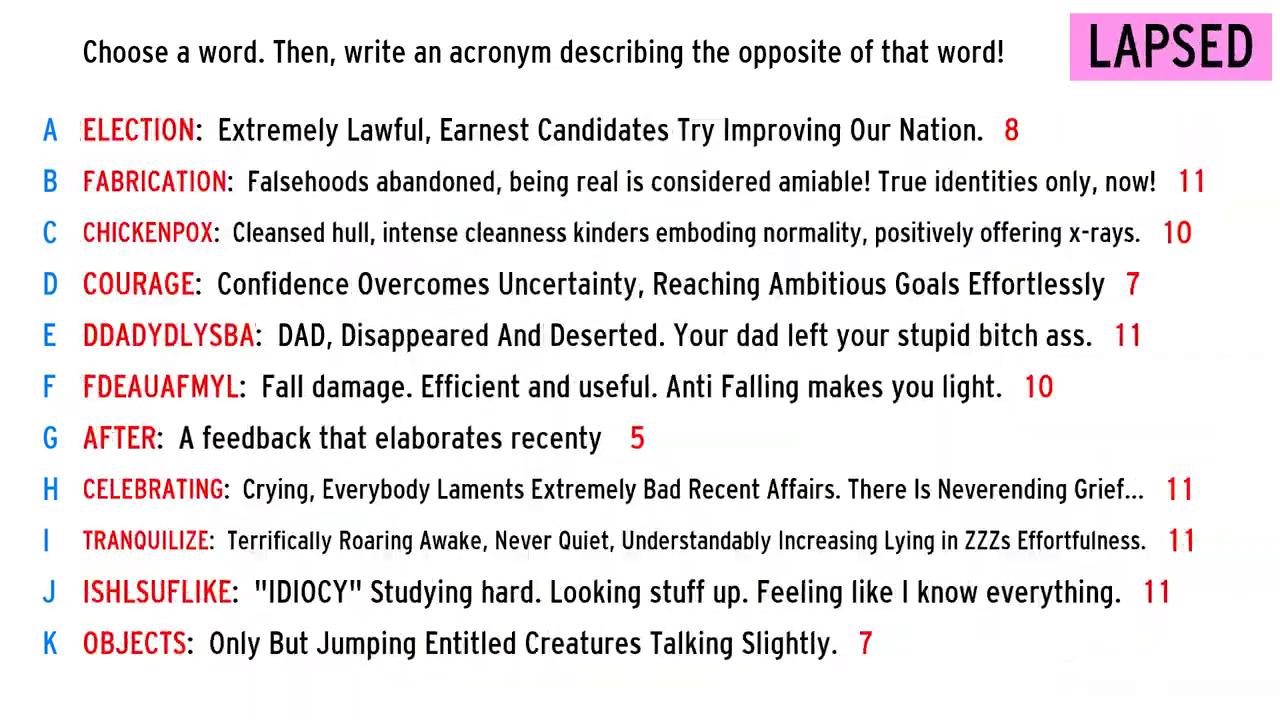 Choose a word. Then, write an acronym describing the opposite of that word!
LAPSED
A ELECTION: Extremely Lawful, Earnest Candidates Try Improving Our Nation. 8
B FABRICATION: Falsehoods abandoned, being real is considered amiable! True identities only, now! 11
C CHICKENPOX: Cleansed hull, intense cleanness kinders emboding normality, positively offering x-rays. 10
D COURAGE: Confidence Overcomes Uncertainty, Reaching Ambitious Goals Effortlessly 7
E DDADYDLYSBA: DAD, Disappeared And Deserted. Your dad left your stupid bitch ass. 11
F FDEAUAFMYL: Fall damage. Efficient and useful. Anti Falling makes you light. 10
G AFTER: A feedback that elaborates recenty 5
H CELEBRATING: Crying, Everybody Laments Extremely Bad Recent Affairs. There Is Neverending Grief... 11
I TRANQUILIZE: Terrifically Roaring Awake, Never Quiet, Understandably Increasing Lying in ZZZs Effortfulness. 11
J ISHLSUFLIKE: "IDIOCY" Studying hard. Looking stuff up. Feeling like I know everything. 11
K OBJECTS: Only But Jumping Entitled Creatures Talking Slightly. 7